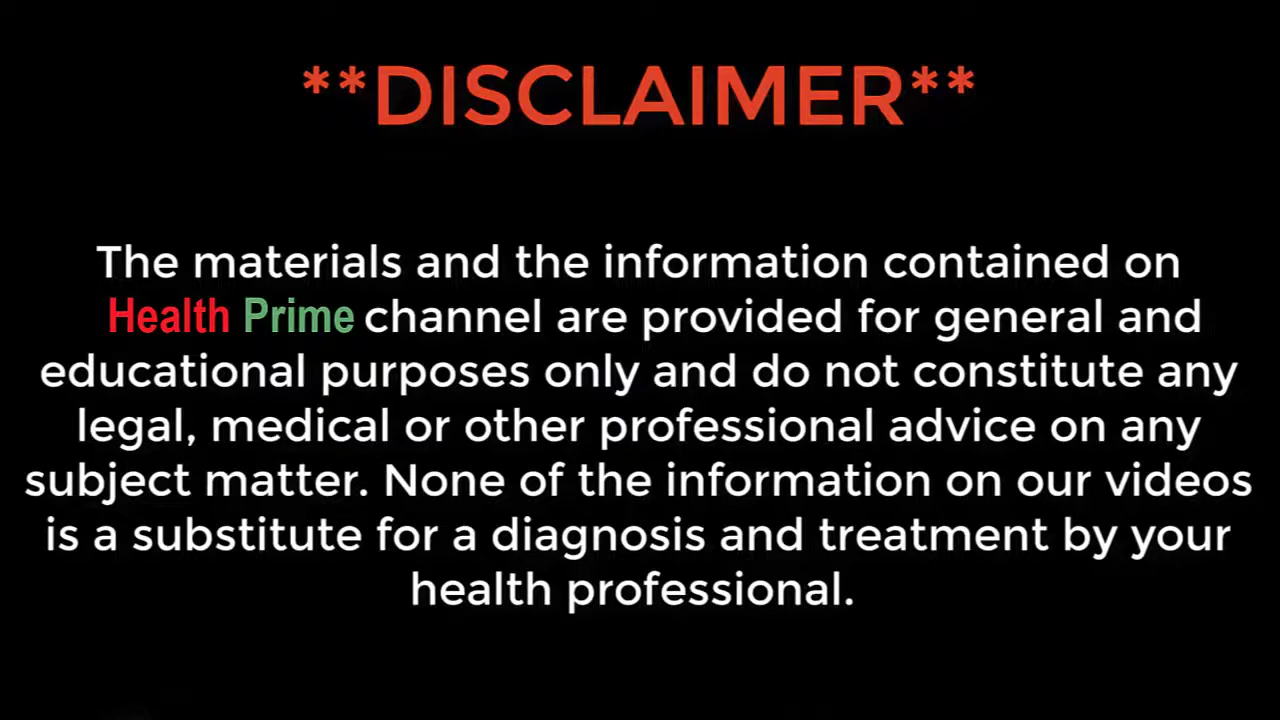 **DISCLAIMER**
The materials and the information contained on
Health Prime channel are provided for general and
educational purposes only and do not constitute any
legal, medical or other professional advice on any
subject matter. None of the information on our videos
is a substitute for a diagnosis and treatment by your
health professional.